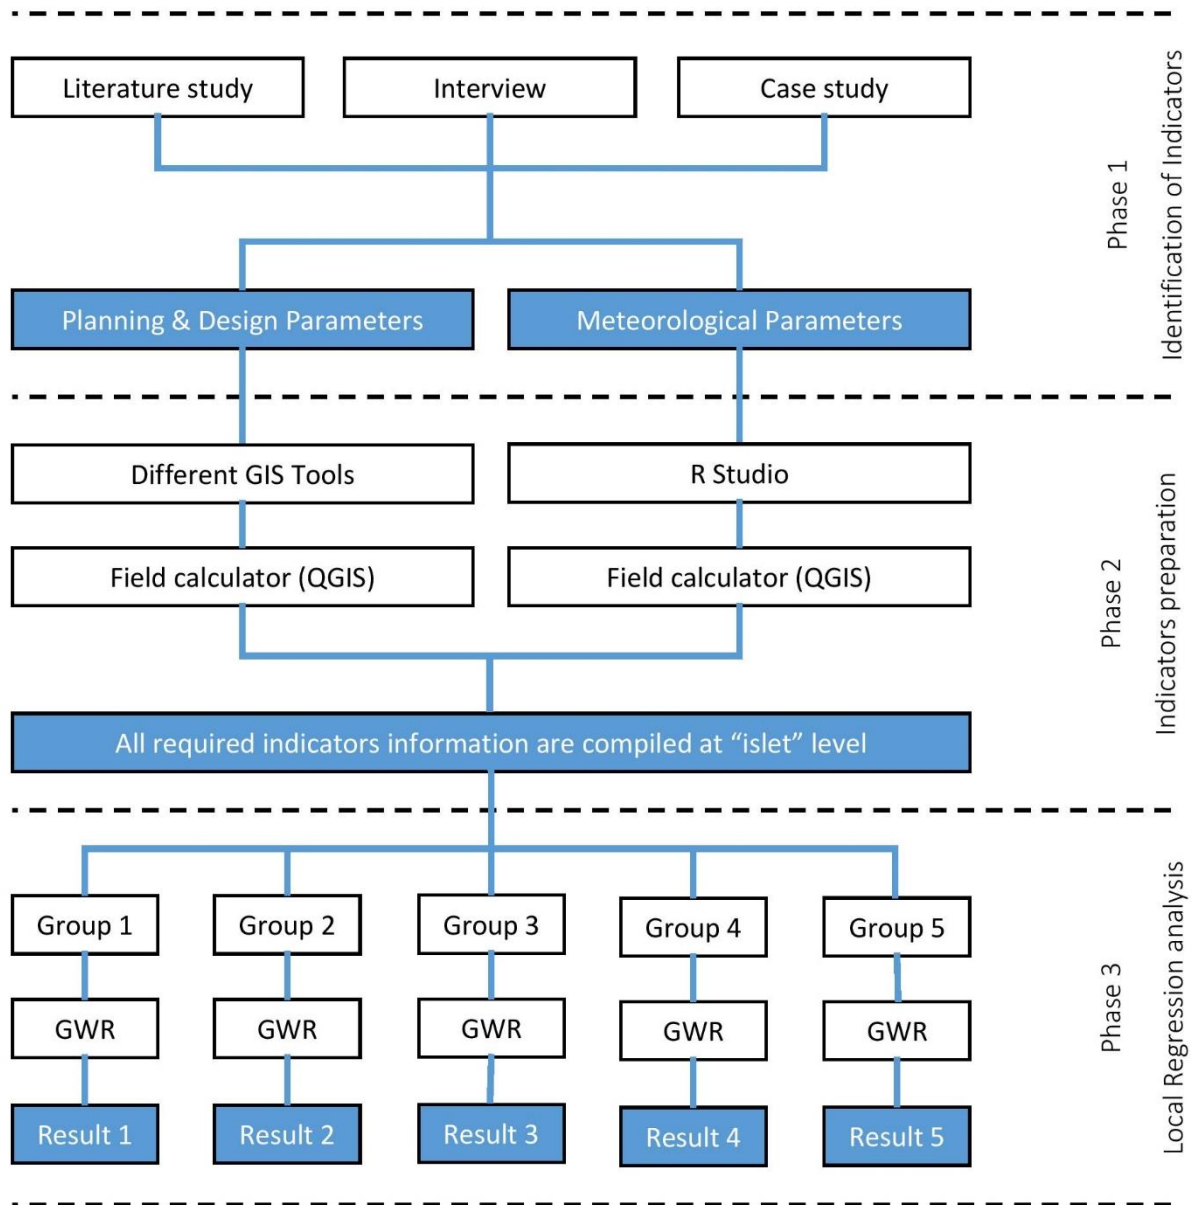 Literature study
Interview
Case study
Planning & Design Parameters
Meteorological Parameters
Phase 1
Identification of Indicators
Different GIS Tools
R Studio
Field calculator (QGIS)
Field calculator (QGIS)
All required indicators information are compiled at “islet” level
Phase 2
Indicators preparation
Group 1
Group 2
Group 3
Group 4
Group 5
GWR
GWR
GWR
GWR
GWR
Result 1
Result 2
Result 3
Result 4
Result 5
Phase 3
Local Regression analysis